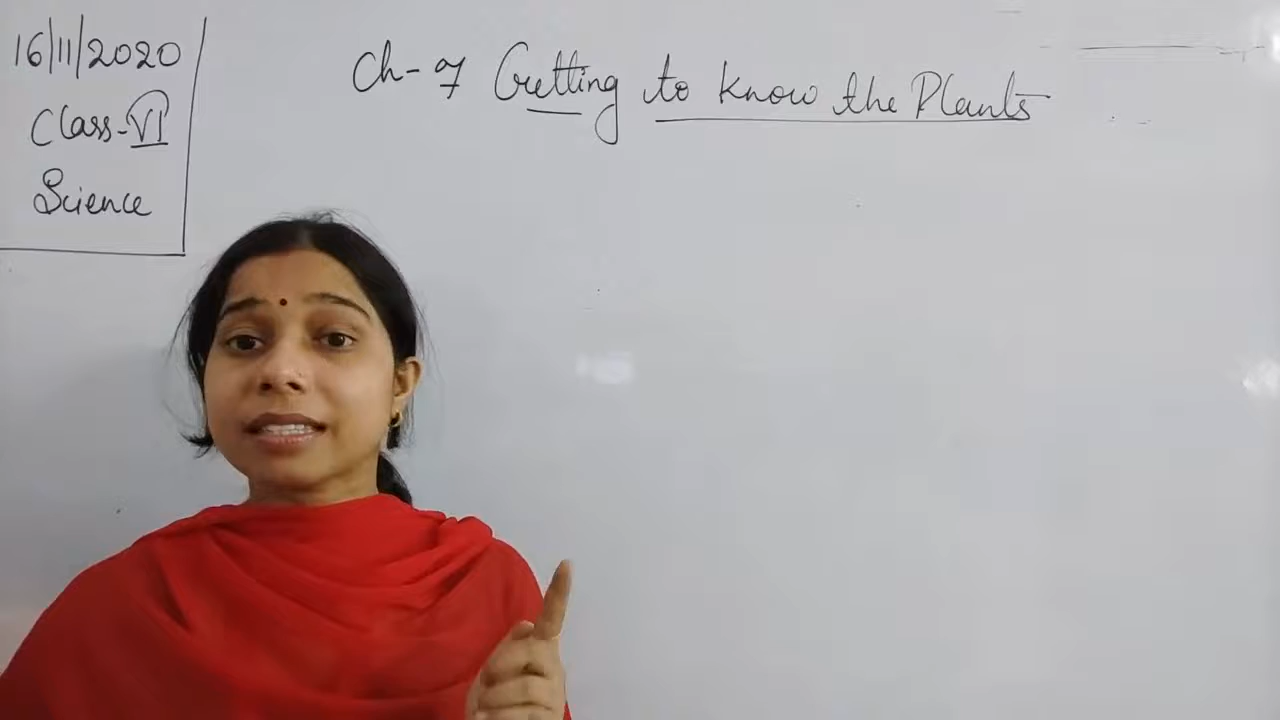 16/11/2020
Class-VI
Science
Ch-7 Getting to know the Plants